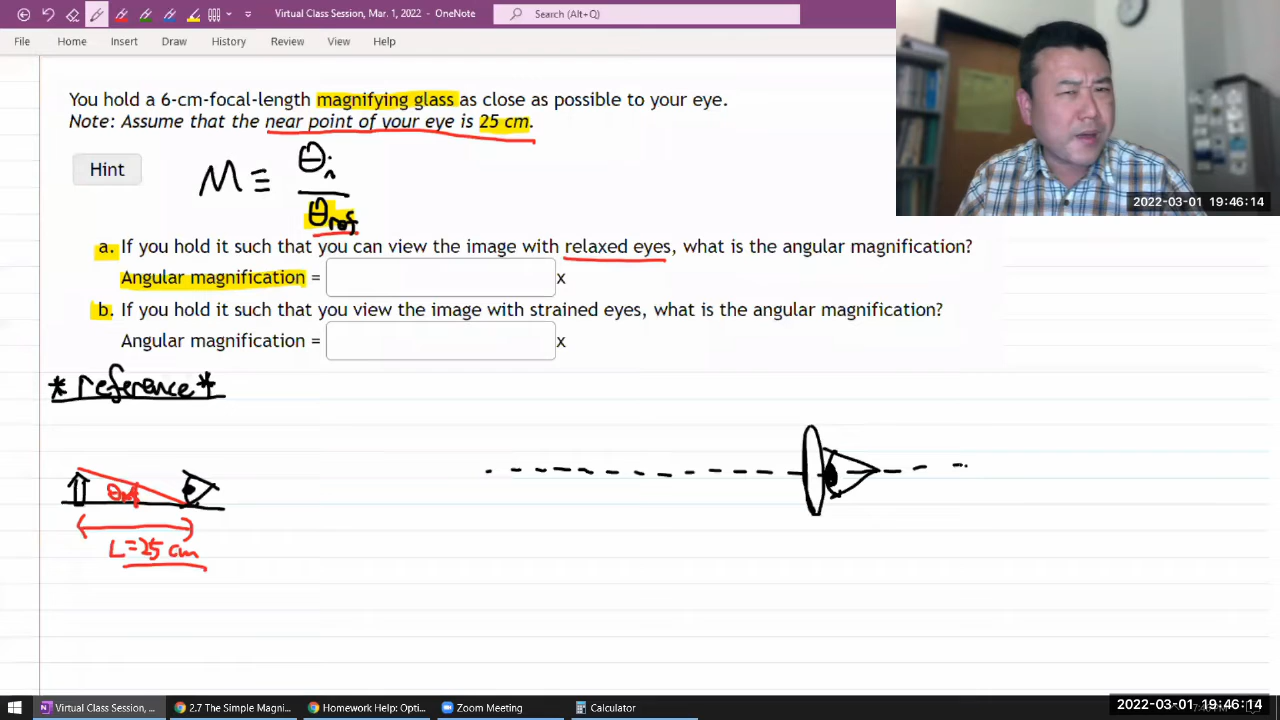 Virtual Class Session, Mar. 1, 2022 - OneNote
Search (Alt+Q)
File Home Insert Draw History Review View Help
You hold a 6-cm-focal-length magnifying glass as close as possible to your eye.
Note: Assume that the near point of your eye is 25 cm.
Hint
M ≡ θi / θref
2022-03-01 19:46:14
a. If you hold it such that you can view the image with relaxed eyes, what is the angular magnification?
Angular magnification = x
b. If you hold it such that you view the image with strained eyes, what is the angular magnification?
Angular magnification = x
*reference*
θref
L=25 cm
Virtual Class Session, ...
2.7 The Simple Magni...
Homework Help: Opti...
Zoom Meeting
Calculator
2022-03-01 19:46:14